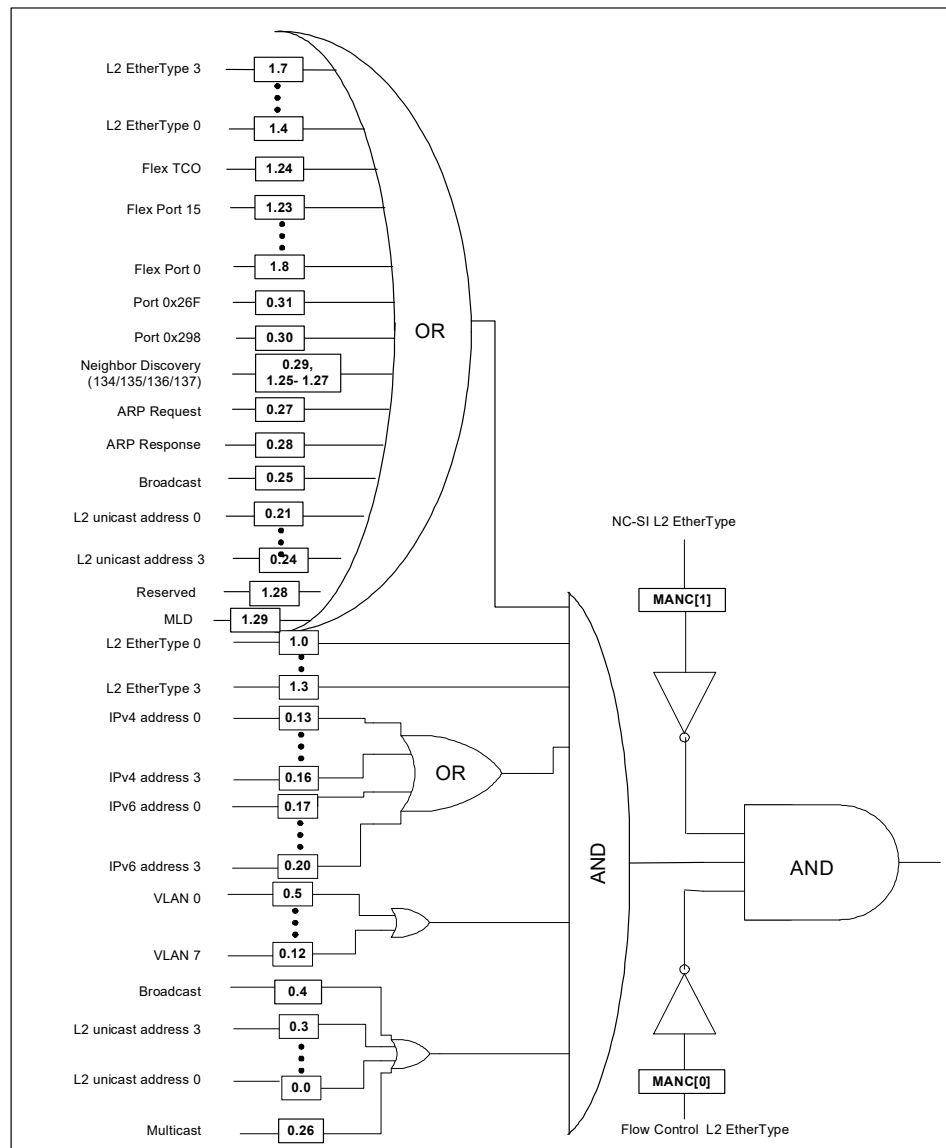 L2 EtherType 3
1.7
L2 EtherType 0
1.4
Flex TCO
1.24
Flex Port 15
1.23
Flex Port 0
1.8
Port 0x26F
0.31
Port 0x298
0.30
Neighbor Discovery
(134/135/136/137)
0.29,
1.25- 1.27
ARP Request
0.27
ARP Response
0.28
Broadcast
0.25
L2 unicast address 0
0.21
L2 unicast address 3
0.24
Reserved
1.28
MLD
1.29
OR
L2 EtherType 0
1.0
L2 EtherType 3
1.3
IPv4 address 0
0.13
IPv4 address 3
0.16
IPv6 address 0
0.17
IPv6 address 3
0.20
OR
VLAN 0
0.5
VLAN 7
0.12
Broadcast
0.4
L2 unicast address 3
0.3
L2 unicast address 0
0.0
Multicast
0.26
AND
NC-SI L2 EtherType
MANC[1]
AND
MANC[0]
Flow Control L2 EtherType